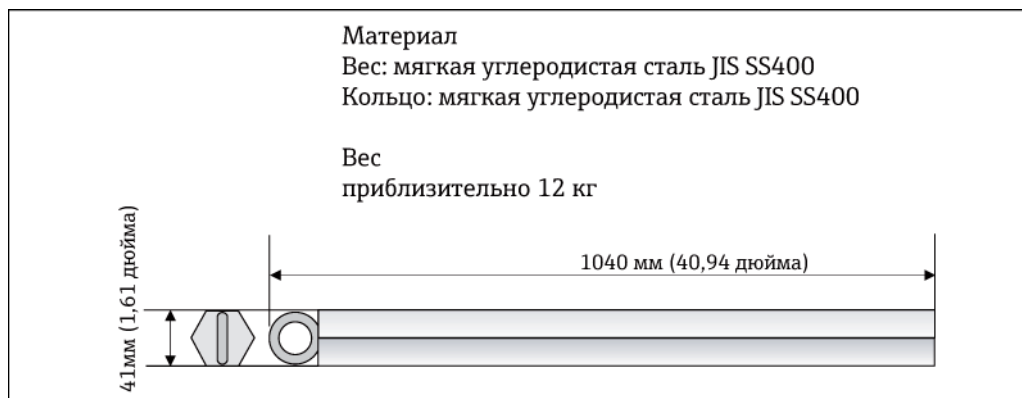 Материал
Вес: мягкая углеродистая сталь JIS SS400
Кольцо: мягкая углеродистая сталь JIS SS400
Вес
приблизительно 12 кг
1040 мм (40,94 дюйма)
41мм (1,61 дюйма)